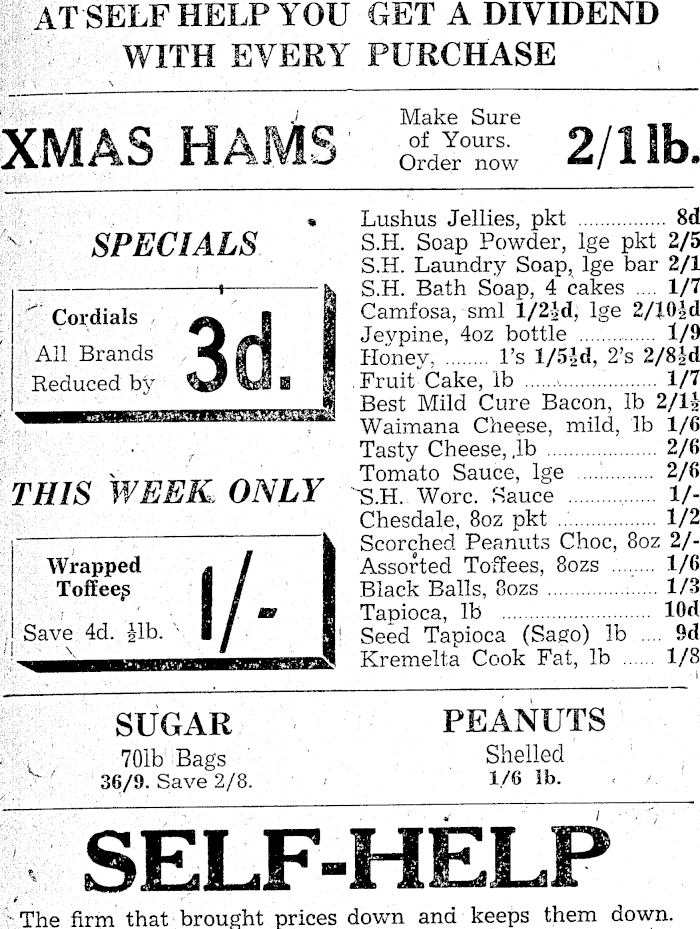 AT SELF HELP YOU GET A DIVIDEND
WITH EVERY PURCHASE
XMAS HAMS
Make Sure
of Yours.
Order now
2/1 lb.
SPECIALS
Cordials
All Brands
Reduced by
3d.
THIS WEEK ONLY
Wrapped
Toffees
Save 4d. ½lb.
1/-
Lushus Jellies, pkt ................ 8d
S.H. Soap Powder, lge pkt 2/5
S.H. Laundry Soap, lge bar 2/1
S.H. Bath Soap, 4 cakes .... 1/7
Camfosa, sml 1/2½d, lge 2/10½d
Jeypine, 4oz bottle ............... 1/9
Honey, ........ 1's 1/5½d, 2's 2/8½d
Fruit Cake, lb ......................... 1/7
Best Mild Cure Bacon, lb 2/1½
Waimana Cheese, mild, lb 1/6
Tasty Cheese, lb .................. 2/6
Tomato Sauce, lge .............. 2/6
S.H. Worc. Sauce ................ 1/-
Chesdale, 8oz pkt .................. 1/2
Scorched Peanuts Choc, 8oz 2/-
Assorted Toffees, 8ozs ........ 1/6
Black Balls, 8ozs ................... 1/3
Tapioca, lb ........................... 10d
Seed Tapioca (Sago) lb .... 9d
Kremelta Cook Fat, lb ...... 1/8
SUGAR
70lb Bags
36/9. Save 2/8.
PEANUTS
Shelled
1/6 lb.
SELF-HELP
The firm that brought prices down and keeps them down.